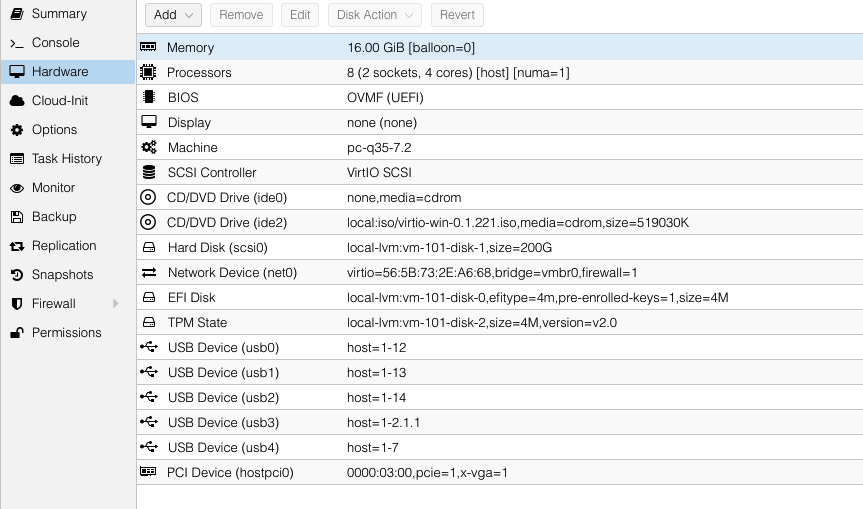 Summary
Console
Hardware
Cloud-Init
Options
Task History
Monitor
Backup
Replication
Snapshots
Firewall
Permissions
Add Remove Edit Disk Action Revert
Memory 16.00 GiB [balloon=0]
Processors 8 (2 sockets, 4 cores) [host] [numa=1]
BIOS OVMF (UEFI)
Display none (none)
Machine pc-q35-7.2
SCSI Controller VirtIO SCSI
CD/DVD Drive (ide0) none,media=cdrom
CD/DVD Drive (ide2) local:iso/virtio-win-0.1.221.iso,media=cdrom,size=519030K
Hard Disk (scsi0) local-lvm:vm-101-disk-1,size=200G
Network Device (net0) virtio=56:5B:73:2E:A6:68,bridge=vmbr0,firewall=1
EFI Disk local-lvm:vm-101-disk-0,efitype=4m,pre-enrolled-keys=1,size=4M
TPM State local-lvm:vm-101-disk-2,size=4M,version=v2.0
USB Device (usb0) host=1-12
USB Device (usb1) host=1-13
USB Device (usb2) host=1-14
USB Device (usb3) host=1-2.1.1
USB Device (usb4) host=1-7
PCI Device (hostpci0) 0000:03:00,pcie=1,x-vga=1